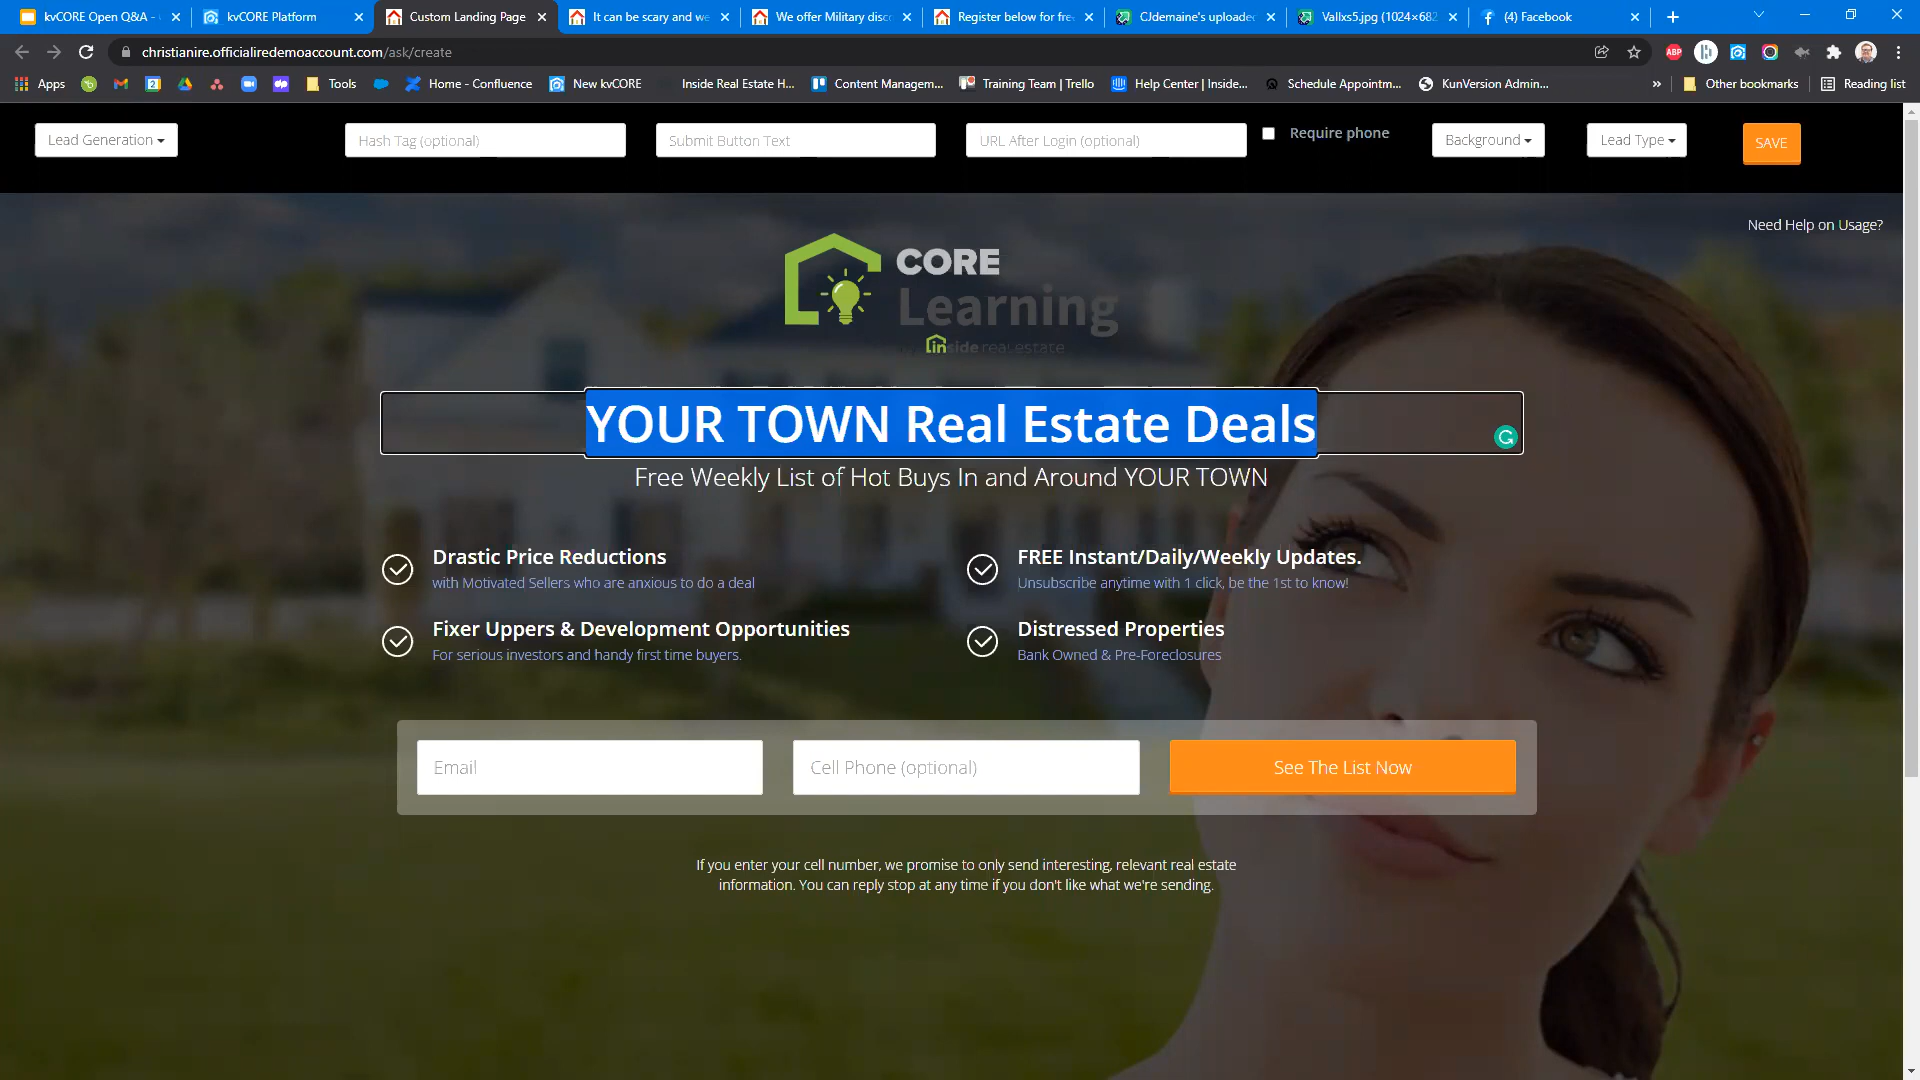 kvCORE Open Q&A -
kvCORE Platform
Custom Landing Page
It can be scary and we
We offer Military disc
Register below for fre
CJdemaine's uploade
Vallxs5.jpg (1024×682
(4) Facebook
christianire.officialiredemoaccount.com/ask/create
ABP
Apps
Tools
Home - Confluence
New kvCORE
Inside Real Estate H...
Content Managem...
Training Team | Trello
Help Center | Inside...
Schedule Appointm...
KunVersion Admin...
»
Other bookmarks
Reading list
Lead Generation
Hash Tag (optional)
Submit Button Text
URL After Login (optional)
Require phone
Background
Lead Type
SAVE
Need Help on Usage?
CORE
Learning
inside real estate
YOUR TOWN Real Estate Deals
Free Weekly List of Hot Buys In and Around YOUR TOWN
Drastic Price Reductions
with Motivated Sellers who are anxious to do a deal
FREE Instant/Daily/Weekly Updates.
Unsubscribe anytime with 1 click, be the 1st to know!
Fixer Uppers & Development Opportunities
For serious investors and handy first time buyers.
Distressed Properties
Bank Owned & Pre-Foreclosures
Email
Cell Phone (optional)
See The List Now
If you enter your cell number, we promise to only send interesting, relevant real estate
information. You can reply stop at any time if you don't like what we're sending.